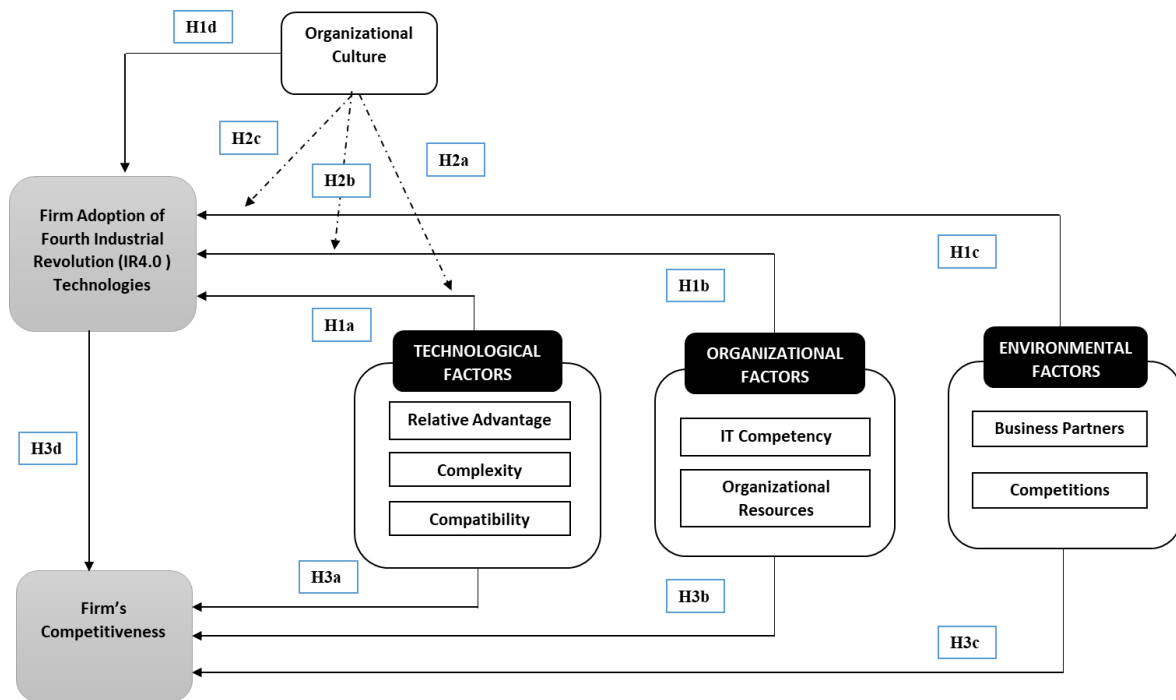 H1d
Organizational
Culture
H2c
H2b
H2a
Firm Adoption of
Fourth Industrial
Revolution (IR4.0 )
Technologies
H1c
H1b
H1a
TECHNOLOGICAL
FACTORS
Relative Advantage
Complexity
Compatibility
ORGANIZATIONAL
FACTORS
IT Competency
Organizational
Resources
ENVIRONMENTAL
FACTORS
Business Partners
Competitions
H3d
H3a
H3b
H3c
Firm's
Competitiveness